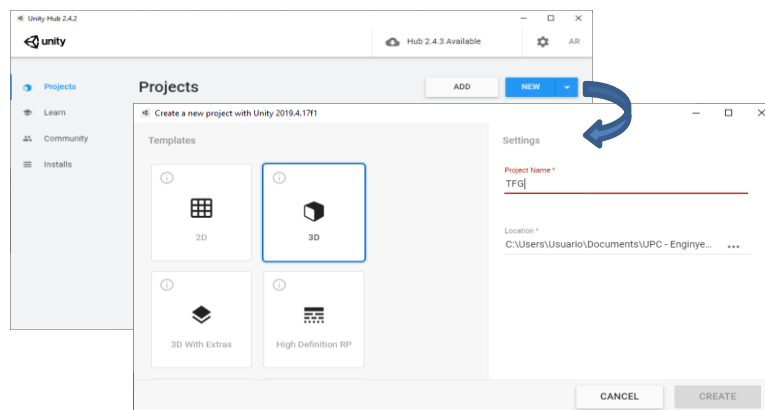 Unity Hub 2.4.2
unity
Hub 2.4.3 Available
AR
Projects
Learn
Community
Installs
Projects
ADD
NEW
Create a new project with Unity 2019.4.17f1
Templates
2D
3D
3D With Extras
High Definition RP
Settings
Project Name *
TFG
Location *
C:\Users\Usuario\Documents\UPC - Enginye...
CANCEL
CREATE